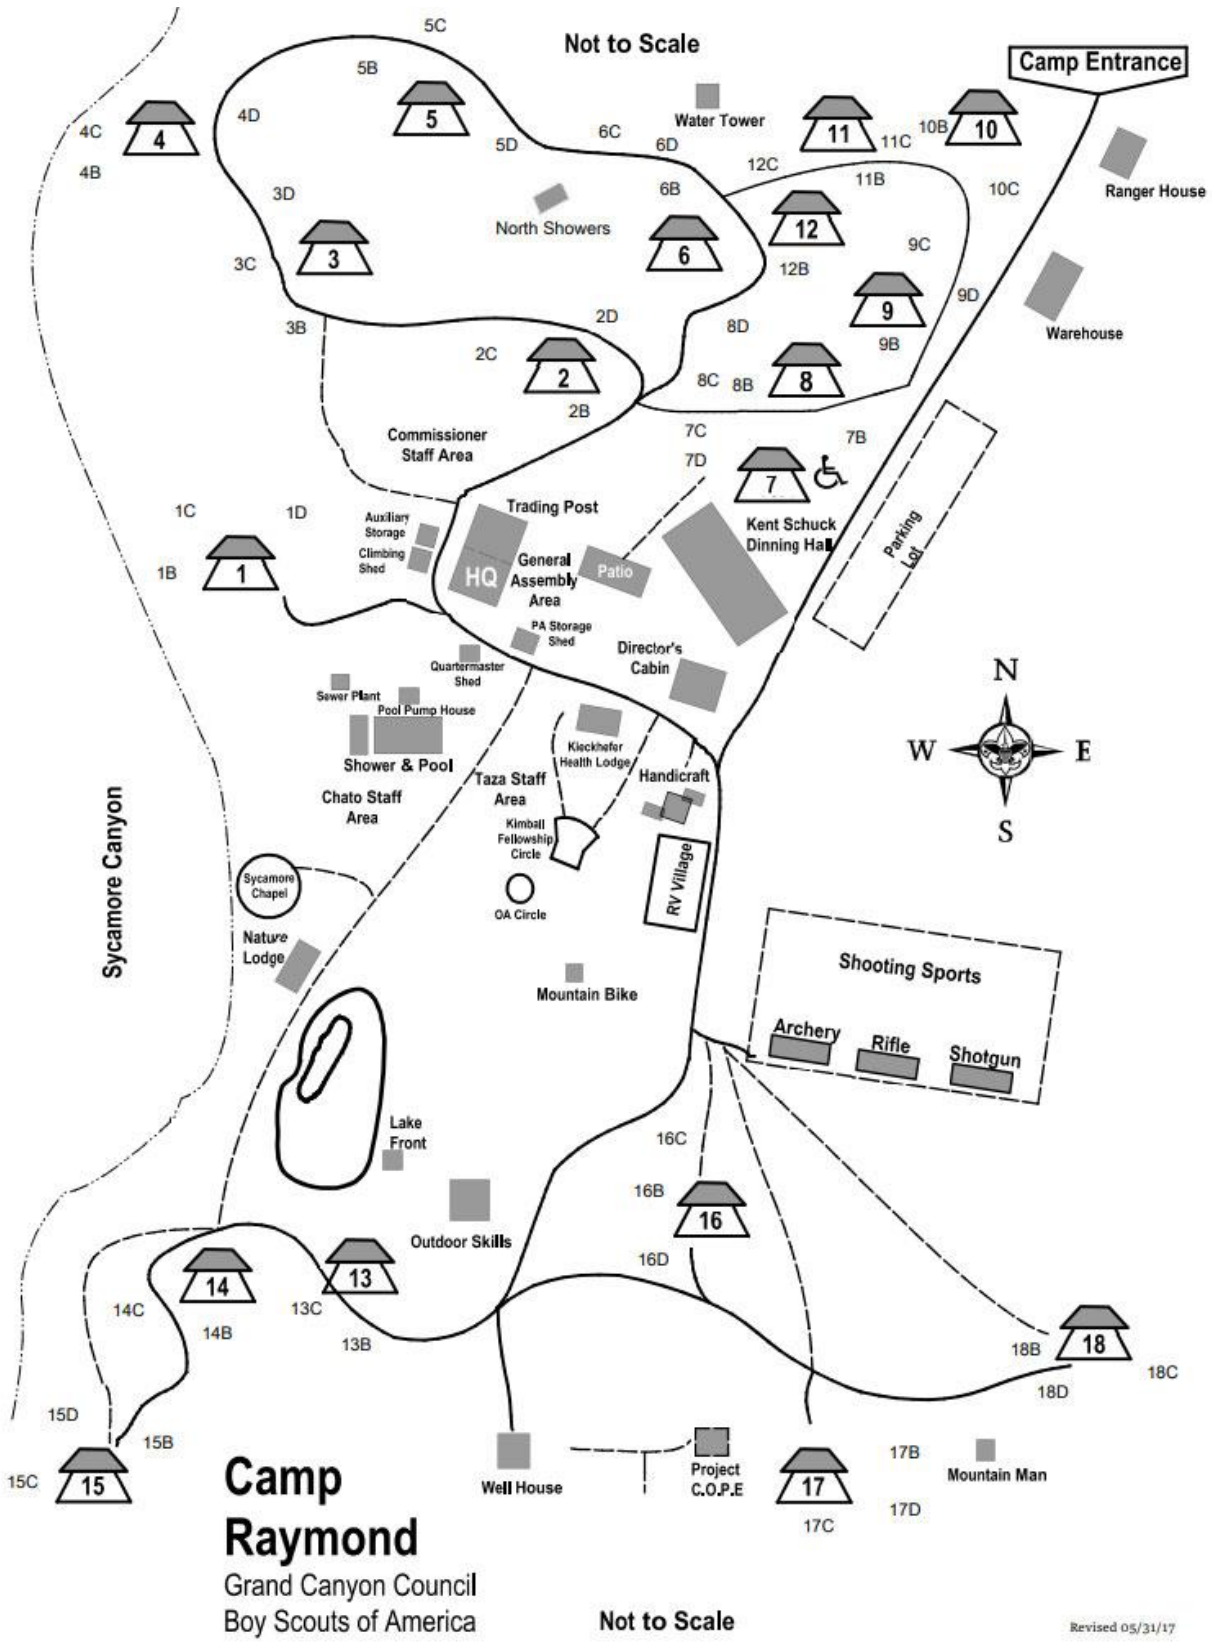 5C
Not to Scale
Camp Entrance
5B
4D
5
Water Tower
11
10B
10
4C
4
6C
6D
11C
5D
4B
12C
11B
Ranger House
3D
6B
10C
North Showers
12
3
6
9C
3C
12B
9D
9
3B
2D
8D
Warehouse
9B
2C
2
8C
8B
8
2B
7C
7B
Commissioner
Staff Area
7D
7
1C
1D
Trading Post
Auxiliary
Storage
Kent Schuck
Dinning Hall
Parking
Lot
Climbing
Shed
HQ
General
Assembly
Area
Patio
1B
1
PA Storage
Shed
Director's
Cabin
Quartermaster
Shed
N
Sewer Plant
Pool Pump House
W
E
S
Kieckhefer
Health Lodge
Shower & Pool
Taza Staff
Area
Handicraft
Chato Staff
Area
Kimball
Fellowship
Circle
RV Village
Sycamore Canyon
Sycamore
Chapel
OA Circle
Nature
Lodge
Shooting Sports
Mountain Bike
Archery
Rifle
Shotgun
Lake
Front
16C
16B
16
Outdoor Skills
16D
14
13
14C
13C
14B
13B
18B
18
18C
18D
15D
15B
15C
15
Camp
Raymond
Grand Canyon Council
Boy Scouts of America
Well House
Project
C.O.P.E
17
17B
17D
17C
Mountain Man
Not to Scale
Revised 05/31/17